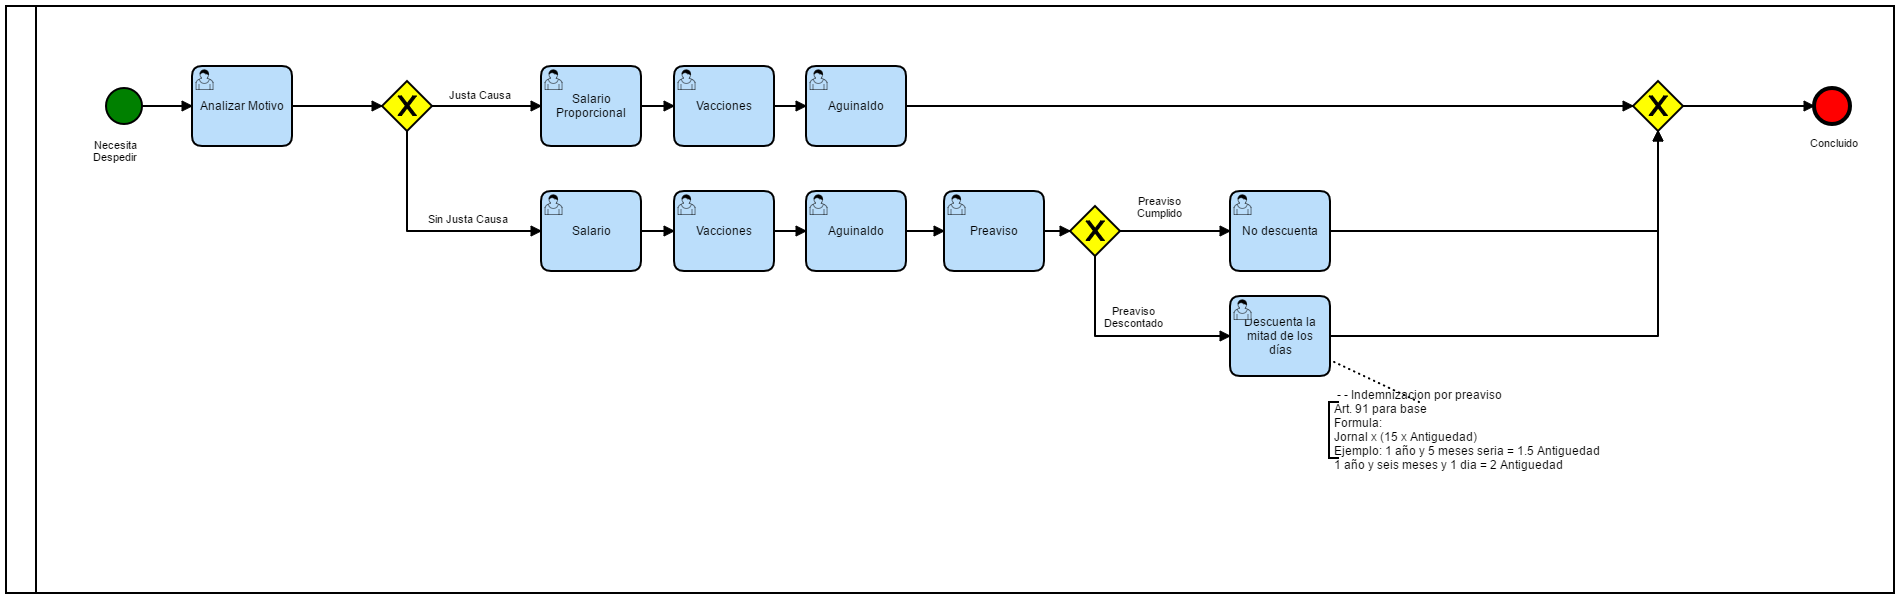 Necesita
Despedir
Analizar Motivo
X
Justa Causa
Salario
Proporcional
Vacciones
Aguinaldo
X
Concluido
Sin Justa Causa
Salario
Vacciones
Aguinaldo
Preaviso
X
Preaviso
Cumplido
No descuenta
Preaviso
Descontado
Descuenta la
mitad de los
días
- - Indemnizacion por preaviso
Art. 91 para base
Formula:
Jornal x (15 x Antiguedad)
Ejemplo: 1 año y 5 meses seria = 1.5 Antiguedad
1 año y seis meses y 1 dia = 2 Antiguedad